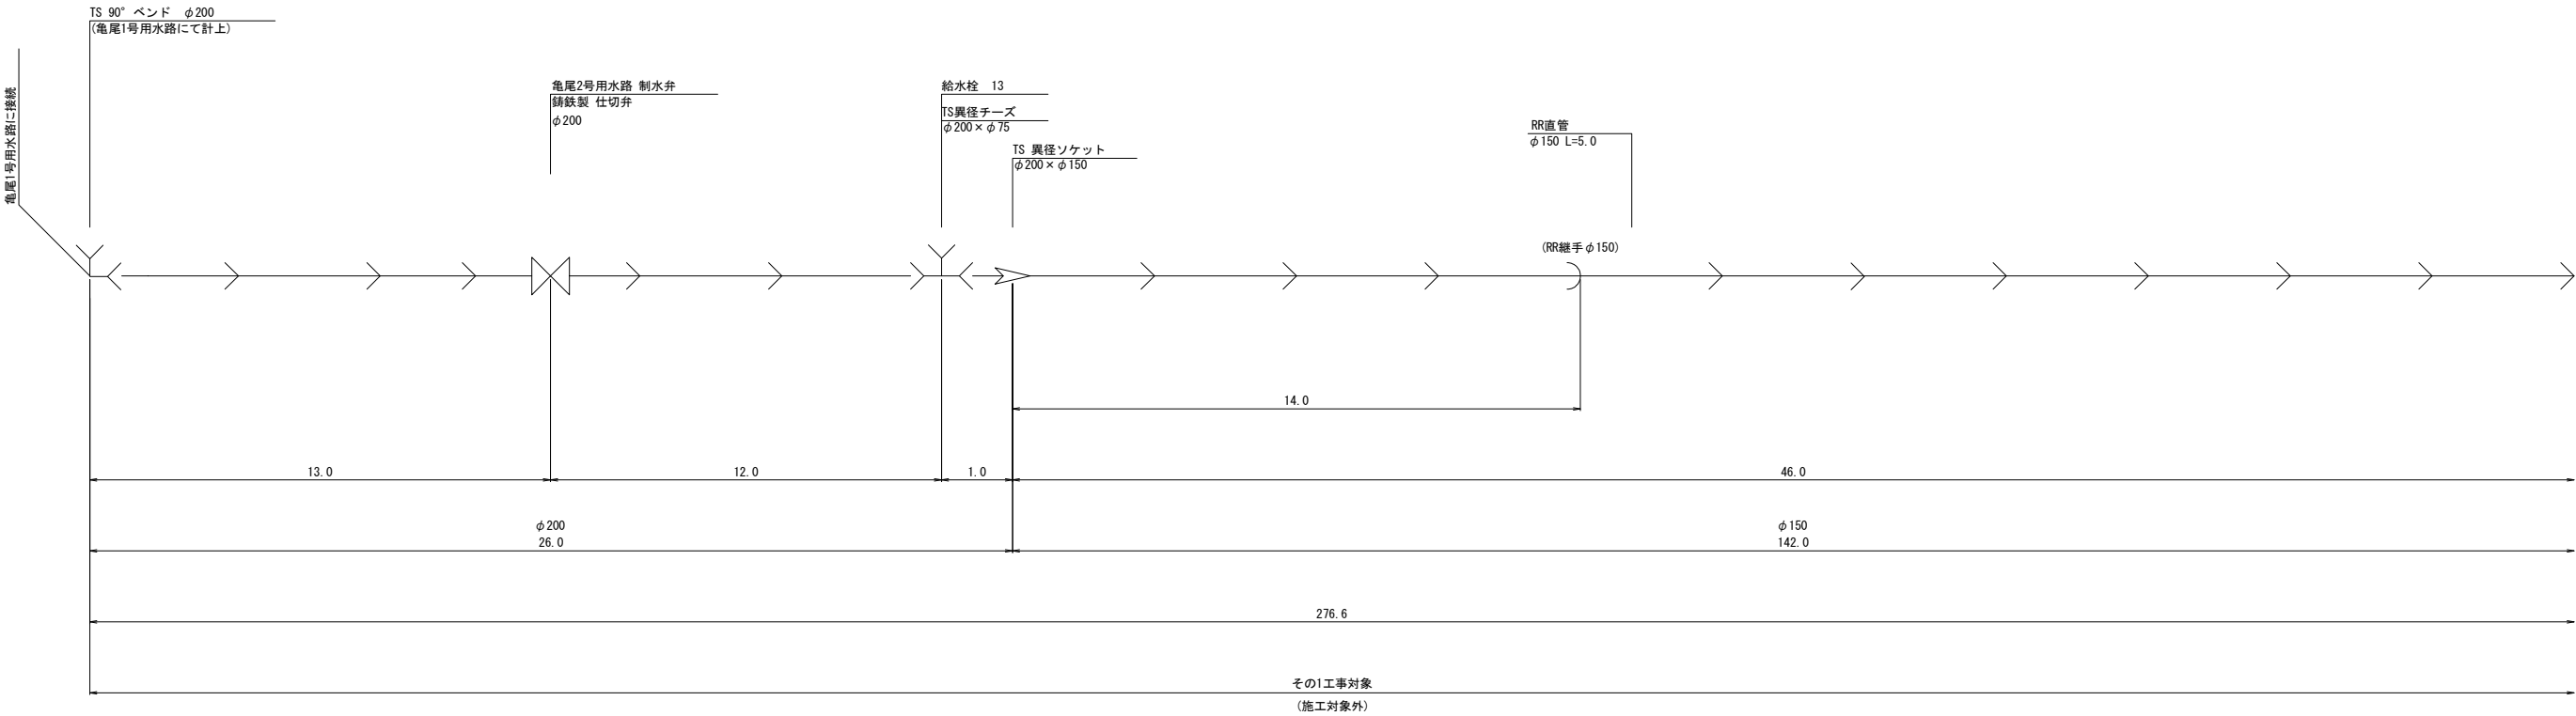 TS 90° ベンド φ200
(亀尾1号用水路にて計上)
亀尾1号用水路に接続
亀尾2号用水路 制水弁
鋳鉄製 仕切弁
φ200
給水栓 13
TS異径チーズ
φ200×φ75
TS 異径ソケット
φ200×φ150
RR直管
φ150 L=5.0
(RR継手φ150)
14.0
13.0
12.0
1.0
46.0
φ200
26.0
φ150
142.0
276.6
その1工事対象
(施工対象外)